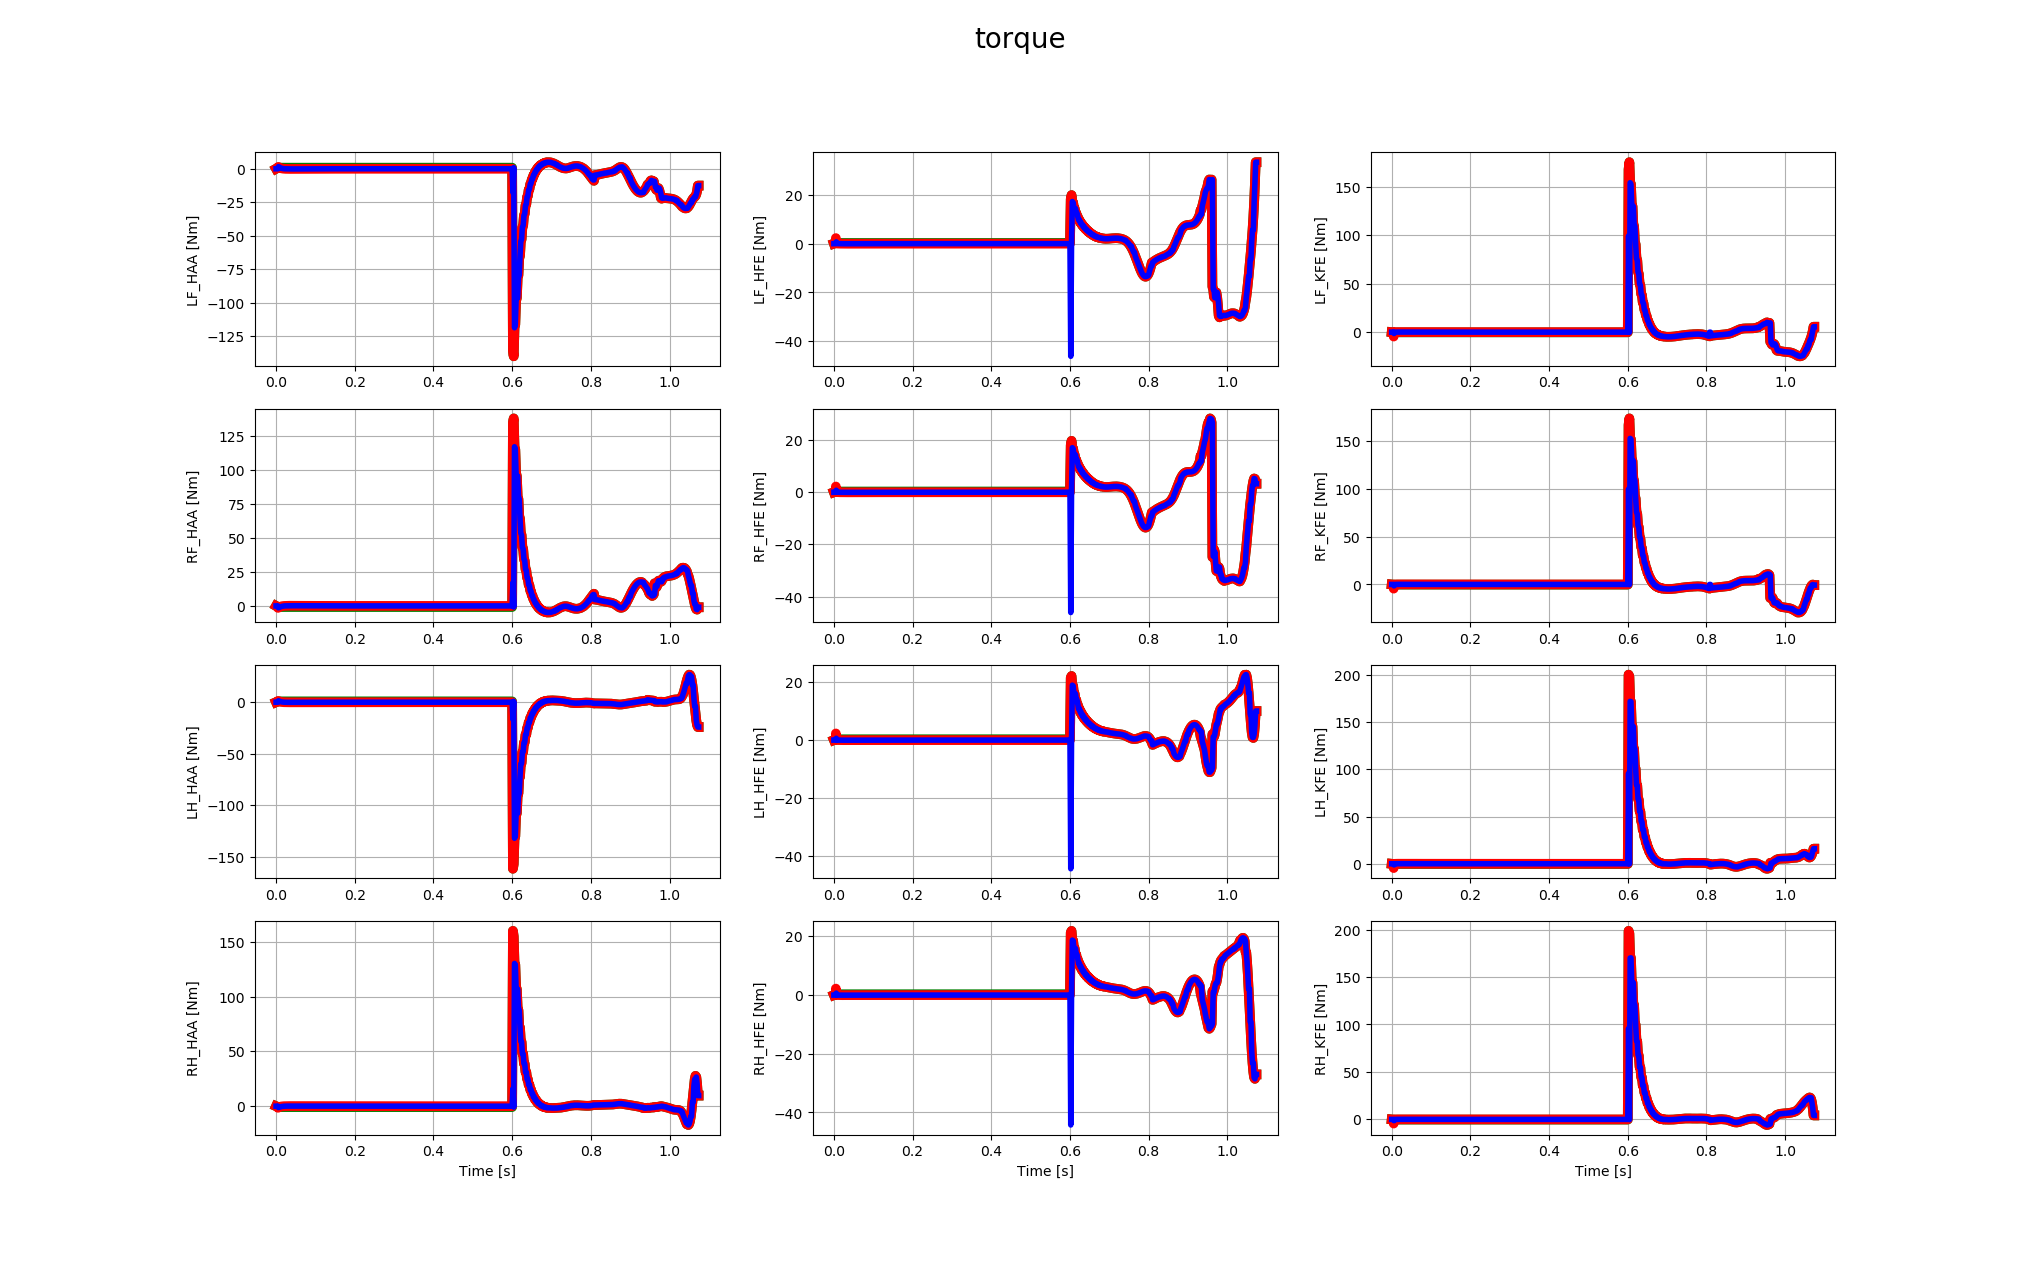 torque
LF_HAA [Nm]
0
−25
−50
−75
−100
−125
0.0 0.2 0.4 0.6 0.8 1.0
LF_HFE [Nm]
20
0
−20
−40
0.0 0.2 0.4 0.6 0.8 1.0
LF_KFE [Nm]
150
100
50
0
0.0 0.2 0.4 0.6 0.8 1.0
RF_HAA [Nm]
125
100
75
50
25
0
0.0 0.2 0.4 0.6 0.8 1.0
RF_HFE [Nm]
20
0
−20
−40
0.0 0.2 0.4 0.6 0.8 1.0
RF_KFE [Nm]
150
100
50
0
0.0 0.2 0.4 0.6 0.8 1.0
LH_HAA [Nm]
0
−50
−100
−150
0.0 0.2 0.4 0.6 0.8 1.0
LH_HFE [Nm]
20
0
−20
−40
0.0 0.2 0.4 0.6 0.8 1.0
LH_KFE [Nm]
200
150
100
50
0
0.0 0.2 0.4 0.6 0.8 1.0
RH_HAA [Nm]
150
100
50
0
0.0 0.2 0.4 0.6 0.8 1.0
Time [s]
RH_HFE [Nm]
20
0
−20
−40
0.0 0.2 0.4 0.6 0.8 1.0
Time [s]
RH_KFE [Nm]
200
150
100
50
0
0.0 0.2 0.4 0.6 0.8 1.0
Time [s]